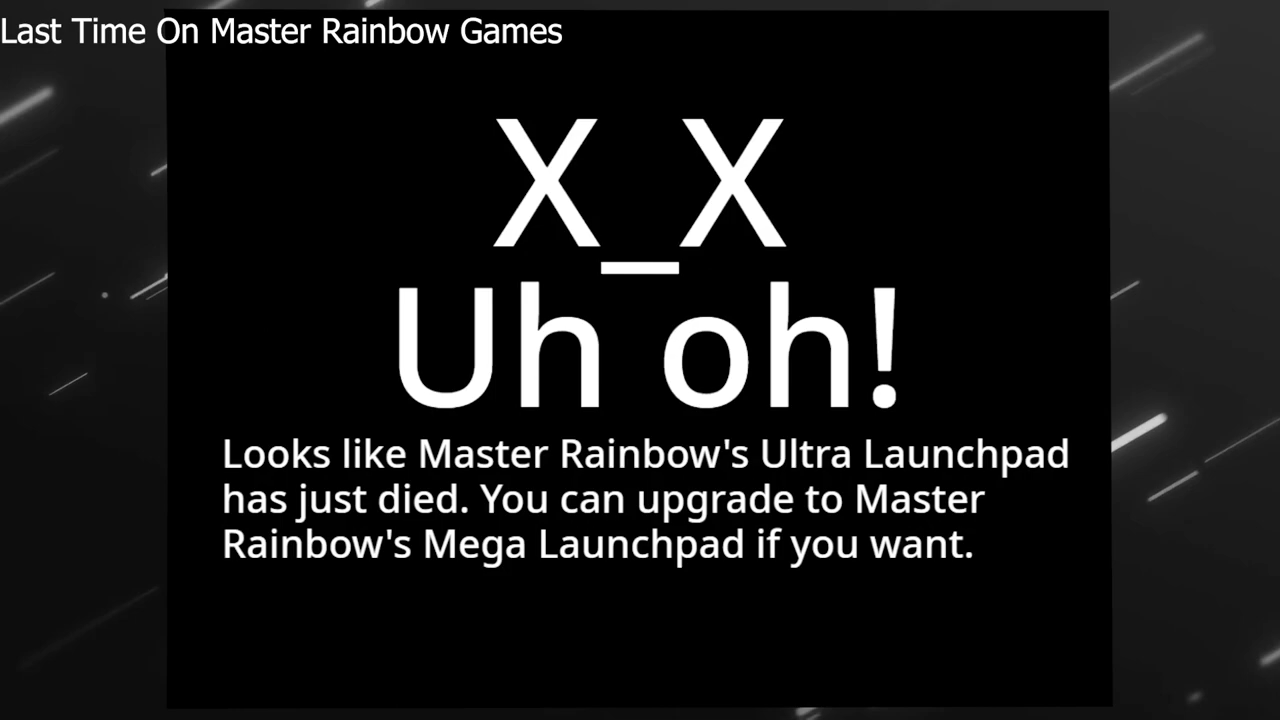 Last Time On Master Rainbow Games
X_X
Uh oh!
Looks like Master Rainbow's Ultra Launchpad
has just died. You can upgrade to Master
Rainbow's Mega Launchpad if you want.